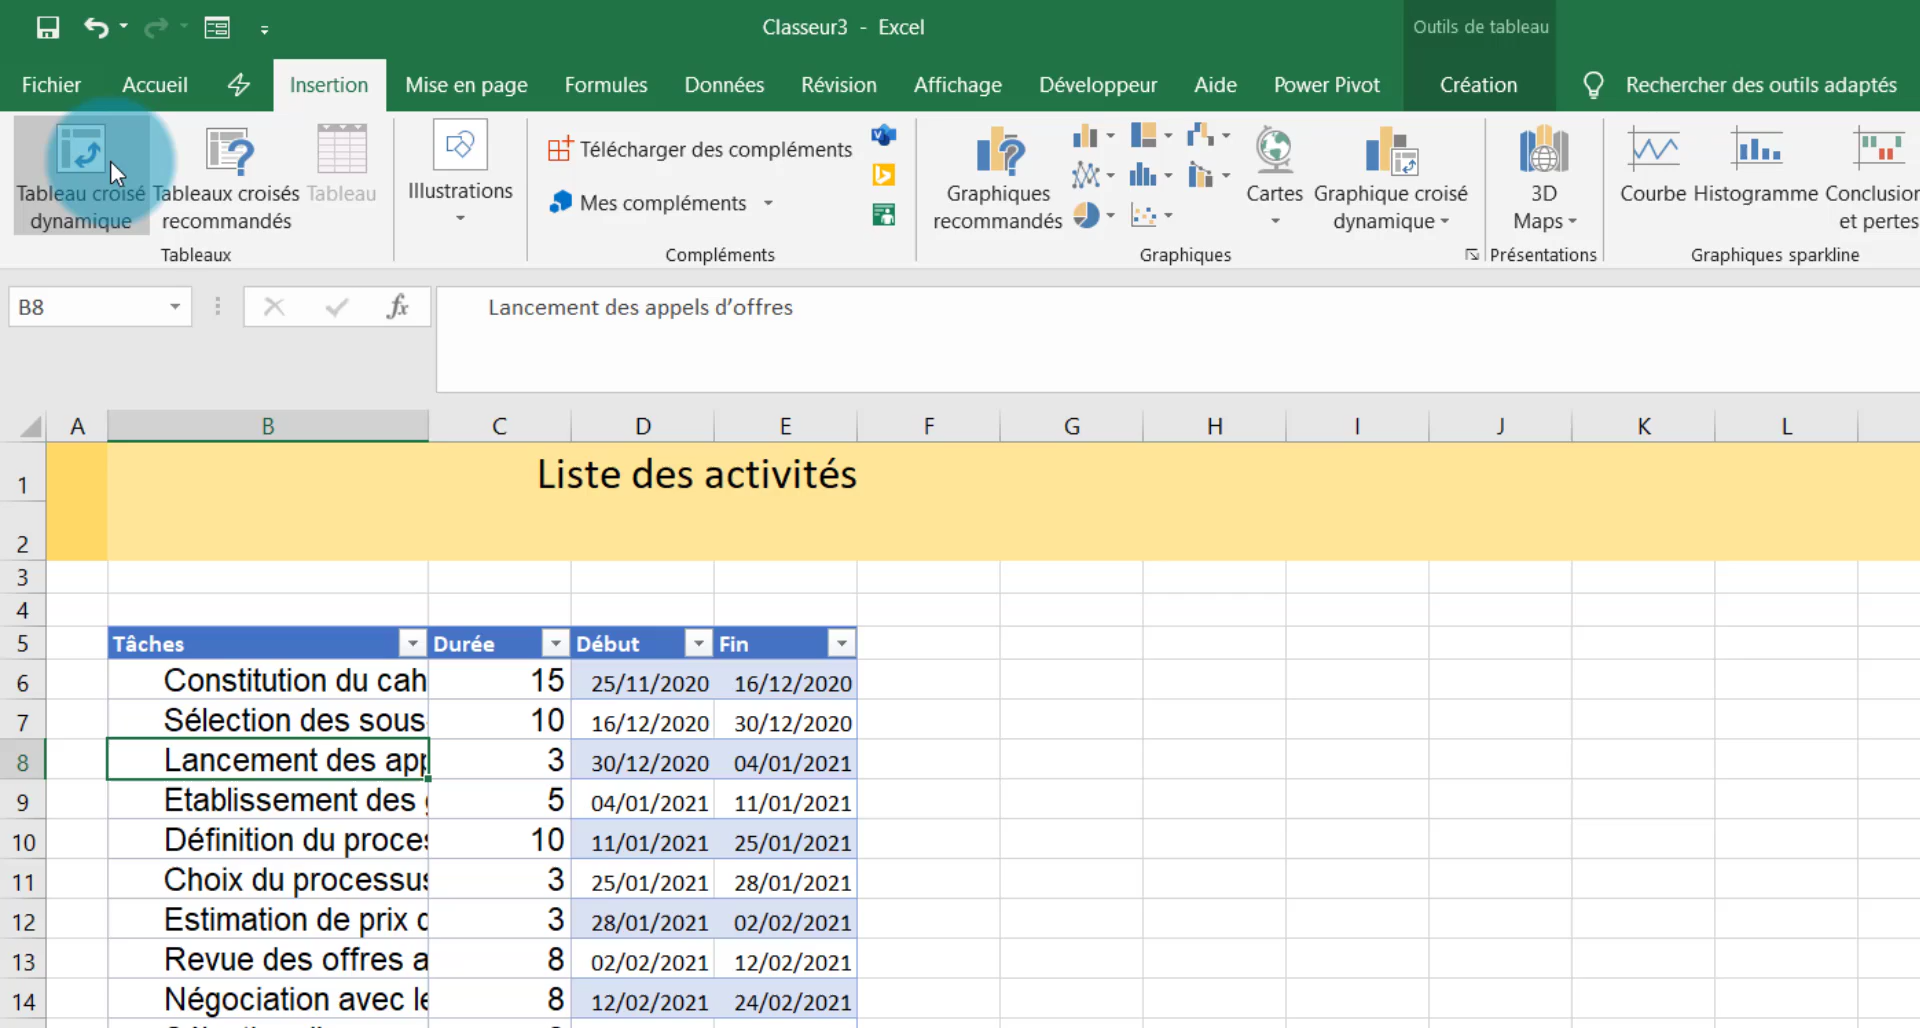 Classeur3 - Excel
Outils de tableau
Fichier Accueil Insertion Mise en page Formules Données Révision Affichage Développeur Aide Power Pivot Création Rechercher des outils adaptés
Tableau croisé dynamique
Tableaux croisés recommandés
Tableau
Tableaux
Illustrations
Télécharger des compléments
Mes compléments
Compléments
Graphiques recommandés
Cartes
Graphique croisé dynamique
Graphiques
3D Maps
Présentations
Courbe
Histogramme
Conclusion et pertes
Graphiques sparkline
B8
fx
Lancement des appels d’offres
A B C D E F G H I J K L
1
Liste des activités
2
3
4
5 Tâches Durée Début Fin
6 Constitution du cah 15 25/11/2020 16/12/2020
7 Sélection des sous 10 16/12/2020 30/12/2020
8 Lancement des app 3 30/12/2020 04/01/2021
9 Etablissement des 5 04/01/2021 11/01/2021
10 Définition du proces 10 11/01/2021 25/01/2021
11 Choix du processus 3 25/01/2021 28/01/2021
12 Estimation de prix d 3 28/01/2021 02/02/2021
13 Revue des offres a 8 02/02/2021 12/02/2021
14 Négociation avec le 8 12/02/2021 24/02/2021